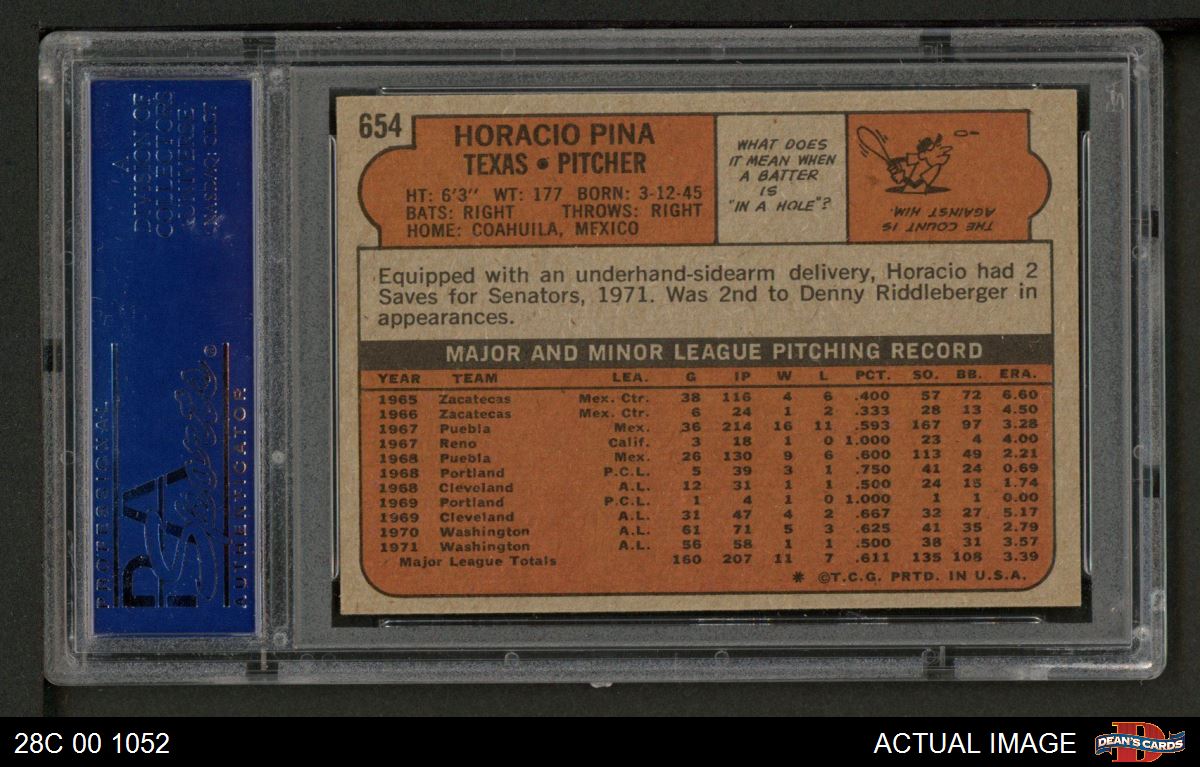 A
DIVISION OF
COLLECTORS
UNIVERSE
NASDAQ: CLCT
PROFESSIONAL
PSA
SPORTS
AUTHENTICATOR
®
654
HORACIO PINA
TEXAS • PITCHER
HT: 6'3" WT: 177 BORN: 3-12-45
BATS: RIGHT THROWS: RIGHT
HOME: COAHUILA, MEXICO
WHAT DOES
IT MEAN WHEN
A BATTER
IS
"IN A HOLE"?
THE COUNT IS
AGAINST HIM.
Equipped with an underhand-sidearm delivery, Horacio had 2
Saves for Senators, 1971. Was 2nd to Denny Riddleberger in
appearances.
MAJOR AND MINOR LEAGUE PITCHING RECORD
YEAR TEAM LEA. G IP W L PCT. SO. BB. ERA.
1965 Zacatecas Mex. Ctr. 38 116 4 6 .400 57 72 6.60
1966 Zacatecas Mex. Ctr. 6 24 1 2 .333 28 13 4.50
1967 Puebla Mex. 36 214 16 11 .593 167 97 3.28
1967 Reno Calif. 3 18 1 0 1.000 23 4 4.00
1968 Puebla Mex. 26 130 9 6 .600 113 49 2.21
1968 Portland P.C.L. 5 39 3 1 .750 41 24 0.69
1968 Cleveland A.L. 12 31 1 1 .500 24 15 1.74
1969 Portland P.C.L. 1 4 1 0 1.000 1 1 0.00
1969 Cleveland A.L. 31 47 4 2 .667 32 27 5.17
1970 Washington A.L. 61 71 5 3 .625 41 35 2.79
1971 Washington A.L. 56 58 1 1 .500 38 31 3.57
Major League Totals 160 207 11 7 .611 135 108 3.39
* ©T.C.G. PRTD. IN U.S.A.
28C 00 1052
ACTUAL IMAGE
D
DEAN'S CARDS